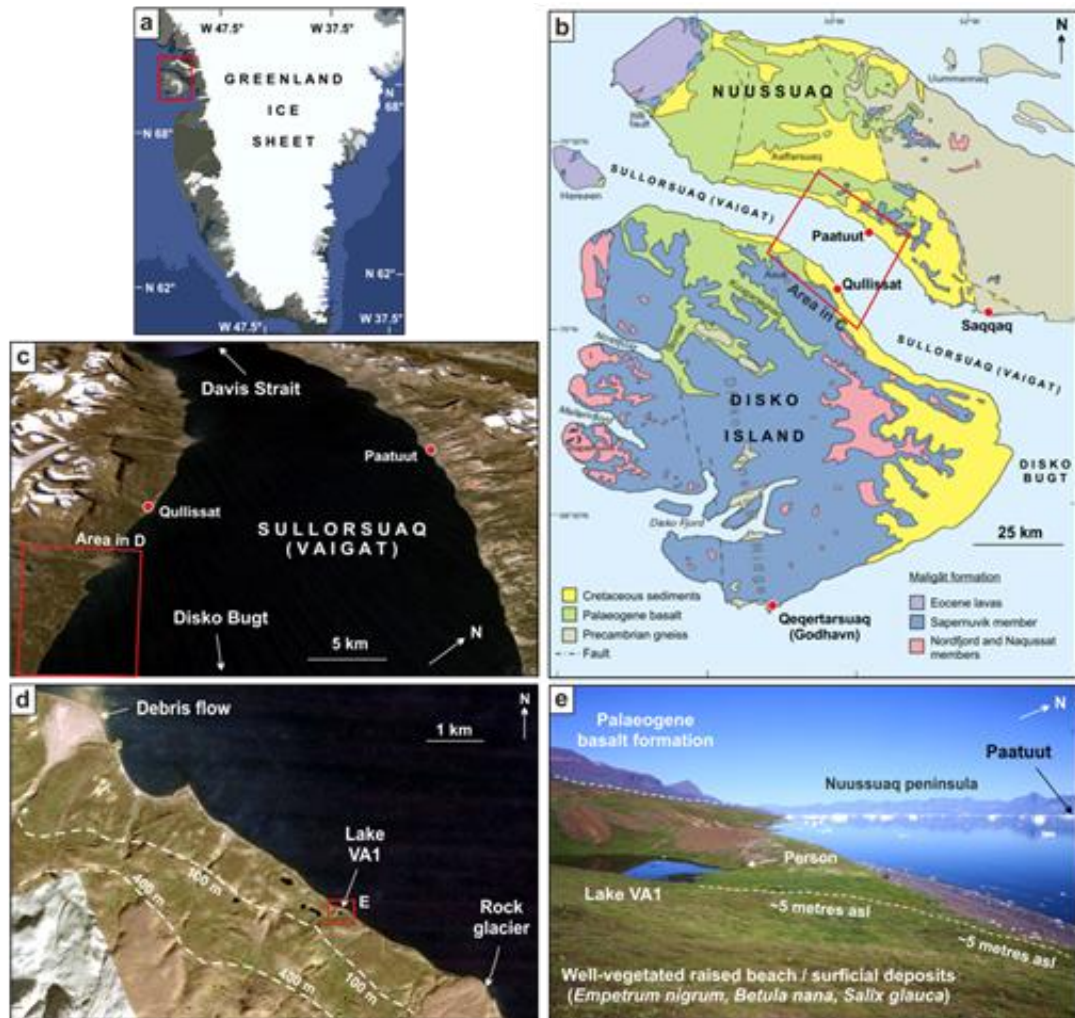 a
W 47.5°
W 37.5°
GREENLAND
ICE
SHEET
N 68°
N 68°
N 62°
N 62°
W 47.5°
W 37.5°
b
N
Uummannaq
NUUSSUAQ
Aaffarsuaq
Hareøen
SULLORSUAQ (VAIGAT)
Paatuut
Qullissat
Area in C
Saqqaq
SULLORSUAQ
(VAIGAT)
DISKO
ISLAND
DISKO
BUGT
Disko Fjord
25 km
Qeqertarsuaq
(Godhavn)
Cretaceous sediments
Palaeogene basalt
Precambrian gneiss
Fault
Maligât formation
Eocene lavas
Sapernuvik member
Nordfjord and Naqussat
members
c
Davis Strait
Paatuut
Qullissat
Area in D
SULLORSUAQ
(VAIGAT)
Disko Bugt
5 km
N
d
Debris flow
1 km
N
Lake
VA1
E
100 m
400 m
Rock
glacier
400 m
100 m
e
N
Palaeogene
basalt formation
Paatuut
Nuussuaq peninsula
Person
Lake VA1
~5 metres asl
~5 metres asl
Well-vegetated raised beach / surficial deposits
(Empetrum nigrum, Betula nana, Salix glauca)